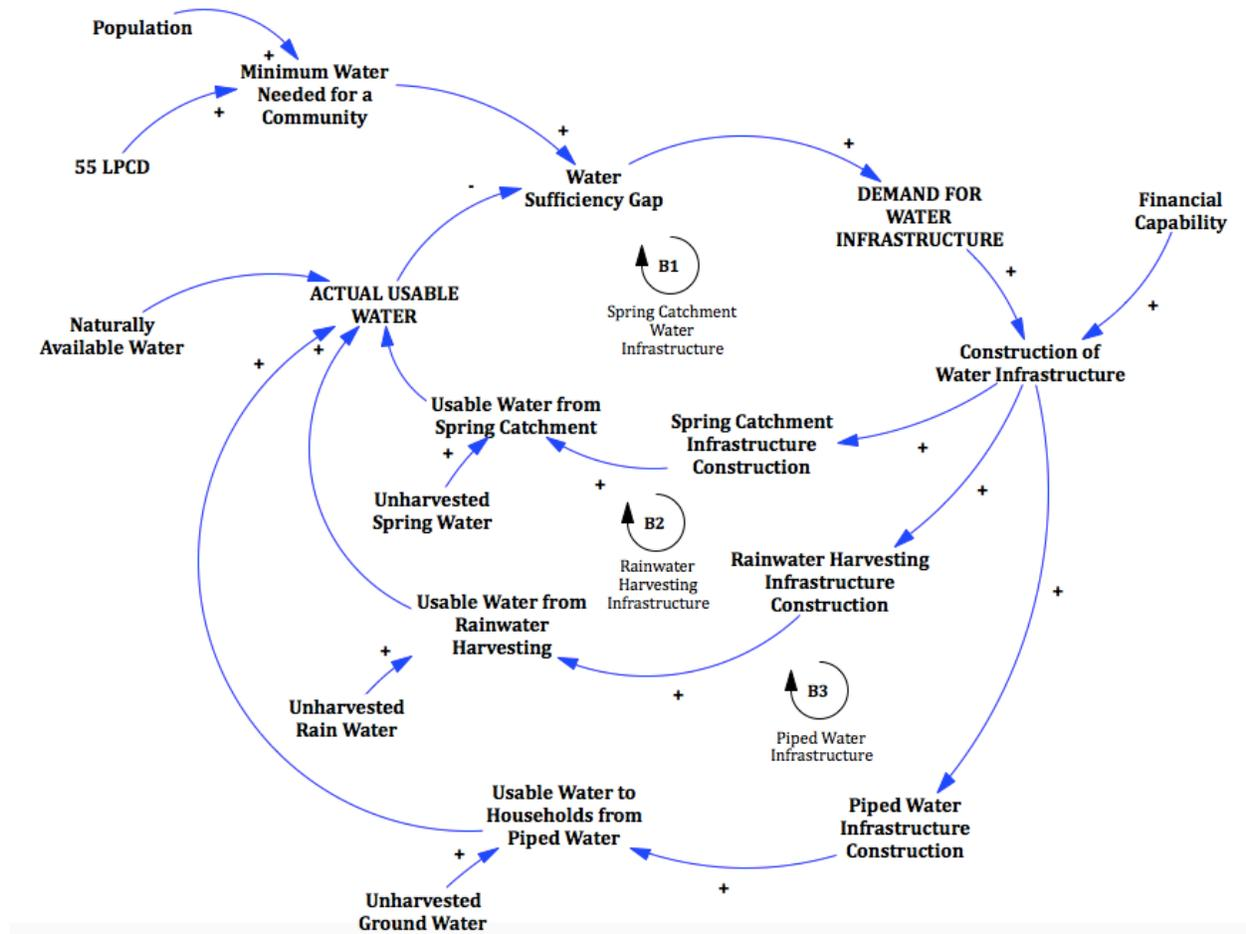 Population
+
Minimum Water
Needed for a
Community
+
55 LPCD
+
Water
Sufficiency Gap
-
+
DEMAND FOR
WATER
INFRASTRUCTURE
Financial
Capability
+
+
B1
Spring Catchment
Water
Infrastructure
ACTUAL USABLE
WATER
Naturally
Available Water
+
+
Construction of
Water Infrastructure
Usable Water from
Spring Catchment
+
Unharvested
Spring Water
Spring Catchment
Infrastructure
Construction
+
+
+
B2
Rainwater
Harvesting
Infrastructure
Rainwater Harvesting
Infrastructure
Construction
+
Usable Water from
Rainwater
Harvesting
+
Unharvested
Rain Water
+
B3
Piped Water
Infrastructure
Usable Water to
Households from
Piped Water
+
Unharvested
Ground Water
Piped Water
Infrastructure
Construction
+